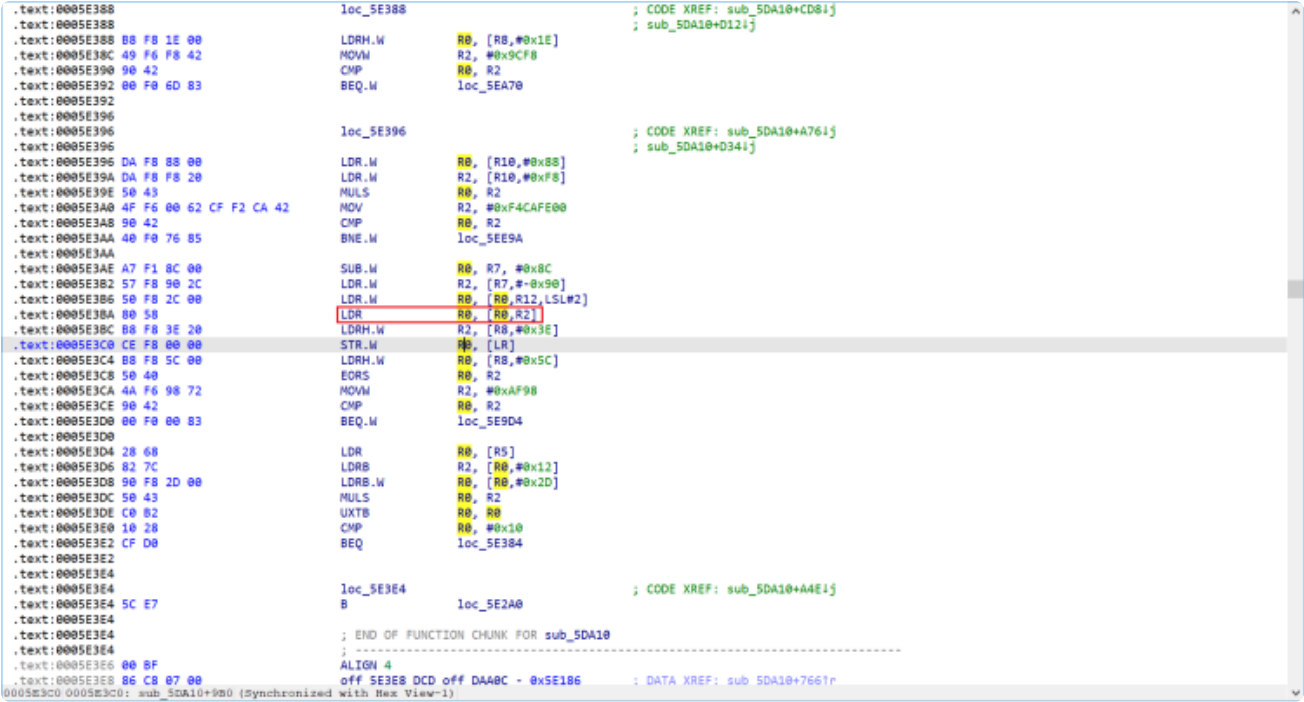 .text:0005E388 loc_5E388 ; CODE XREF: sub_5DA10+CD8↓j
.text:0005E388 ; sub_5DA10+D12↓j
.text:0005E388 B8 F8 1E 00 LDRH.W R0, [R8,#0x1E]
.text:0005E38C 49 F6 F8 42 MOVW R2, #0x9CF8
.text:0005E390 90 42 CMP R0, R2
.text:0005E392 00 F0 6D 83 BEQ.W loc_5EA70
.text:0005E392
.text:0005E396
.text:0005E396 loc_5E396 ; CODE XREF: sub_5DA10+A76↓j
.text:0005E396 ; sub_5DA10+D34↓j
.text:0005E396 DA F8 88 00 LDR.W R0, [R10,#0x88]
.text:0005E39A DA F8 F8 20 LDR.W R2, [R10,#0xF8]
.text:0005E39E 50 43 MULS R0, R2
.text:0005E3A0 4F F6 00 62 CF F2 CA 42 MOV R2, #0xF4CAFE00
.text:0005E3A8 90 42 CMP R0, R2
.text:0005E3AA 40 F0 76 85 BNE.W loc_5EE9A
.text:0005E3AA
.text:0005E3AE A7 F1 8C 00 SUB.W R0, R7, #0x8C
.text:0005E3B2 57 F8 90 2C LDR.W R2, [R7,#-0x90]
.text:0005E3B6 50 F8 2C 00 LDR.W R0, [R0,R12,LSL#2]
.text:0005E3BA 80 58 LDR R0, [R0,R2]
.text:0005E3BC B8 F8 3E 20 LDRH.W R2, [R8,#0x3E]
.text:0005E3C0 CE F8 00 00 STR.W R0, [LR]
.text:0005E3C4 B8 F8 5C 00 LDRH.W R0, [R8,#0x5C]
.text:0005E3C8 50 40 EORS R0, R2
.text:0005E3CA 4A F6 98 72 MOVW R2, #0xAF98
.text:0005E3CE 90 42 CMP R0, R2
.text:0005E3D0 00 F0 00 83 BEQ.W loc_5E9D4
.text:0005E3D0
.text:0005E3D4 28 68 LDR R0, [R5]
.text:0005E3D6 82 7C LDRB R2, [R0,#0x12]
.text:0005E3D8 90 F8 2D 00 LDRB.W R0, [R0,#0x2D]
.text:0005E3DC 50 43 MULS R0, R2
.text:0005E3DE C0 B2 UXTB R0, R0
.text:0005E3E0 10 28 CMP R0, #0x10
.text:0005E3E2 CF D0 BEQ loc_5E384
.text:0005E3E2
.text:0005E3E4
.text:0005E3E4 loc_5E3E4 ; CODE XREF: sub_5DA10+A4E↓j
.text:0005E3E4 5C E7 B loc_5E2A0
.text:0005E3E4
.text:0005E3E4 ; END OF FUNCTION CHUNK FOR sub_5DA10
.text:0005E3E4 ; ---------------------------------------------------------------------------
.text:0005E3E6 00 BF ALIGN 4
.text:0005E3E8 86 C8 07 00 off_5E3E8 DCD off_DAA0C - 0x5E186 ; DATA XREF: sub_5DA10+766↑r
0005E3C0 0005E3C0: sub_5DA10+9B0 (Synchronized with Hex View-1)